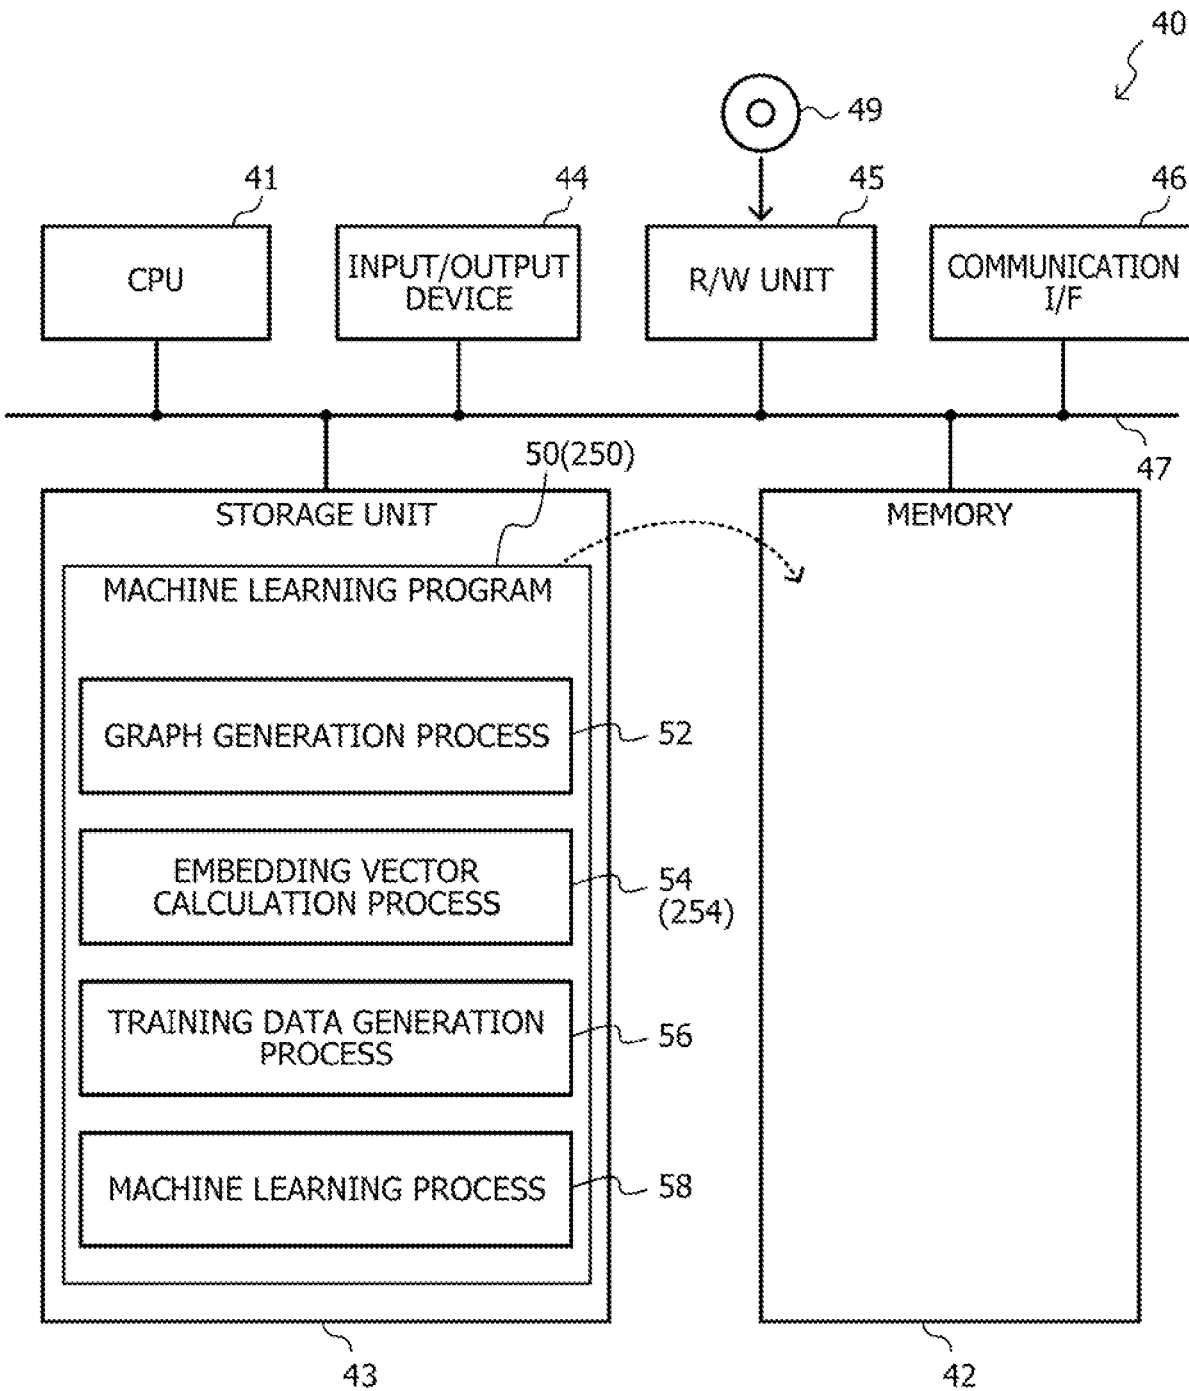 40
49
41
44
45
46
CPU
INPUT/OUTPUT
DEVICE
R/W UNIT
COMMUNICATION
I/F
47
50(250)
STORAGE UNIT
MEMORY
MACHINE LEARNING PROGRAM
GRAPH GENERATION PROCESS
52
EMBEDDING VECTOR
CALCULATION PROCESS
54
(254)
TRAINING DATA GENERATION
PROCESS
56
MACHINE LEARNING PROCESS
58
43
42